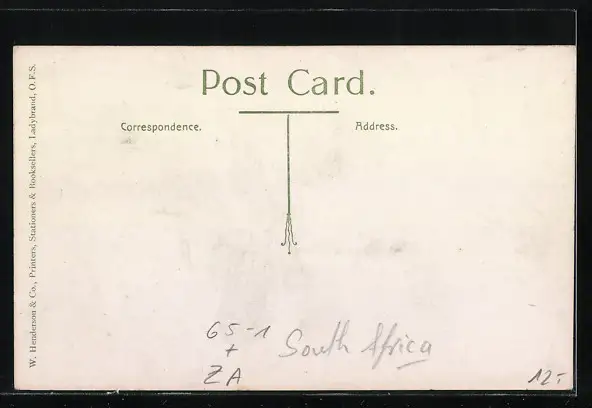 Post Card.
Correspondence.
Address.
W. Henderson & Co., Printers, Stationers & Booksellers, Ladybrand, O.F.S.
65-1
+
ZA
South Africa
12,-